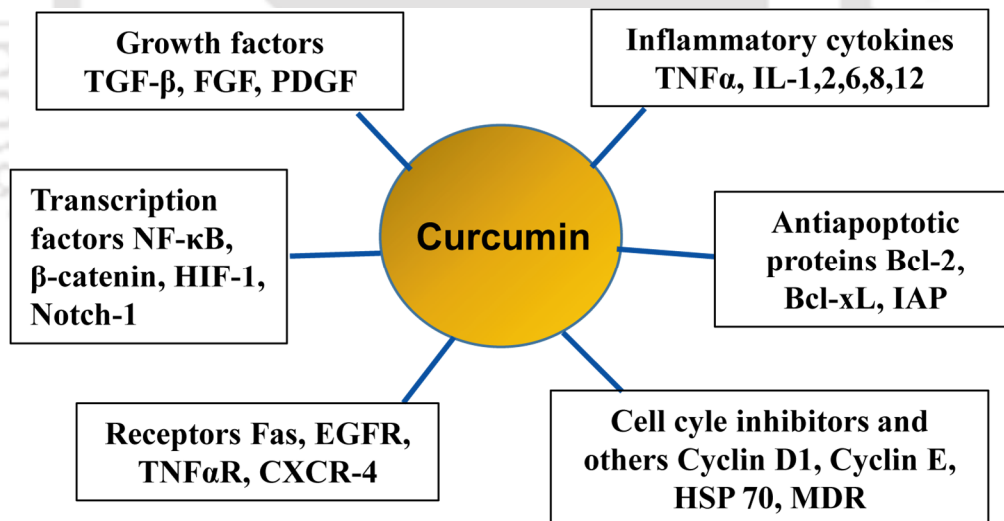 Growth factors
TGF-β, FGF, PDGF
Inflammatory cytokines
TNFα, IL-1,2,6,8,12
Transcription
factors NF-κB,
β-catenin, HIF-1,
Notch-1
Curcumin
Antiapoptotic
proteins Bcl-2,
Bcl-xL, IAP
Receptors Fas, EGFR,
TNFαR, CXCR-4
Cell cyle inhibitors and
others Cyclin D1, Cyclin E,
HSP 70, MDR